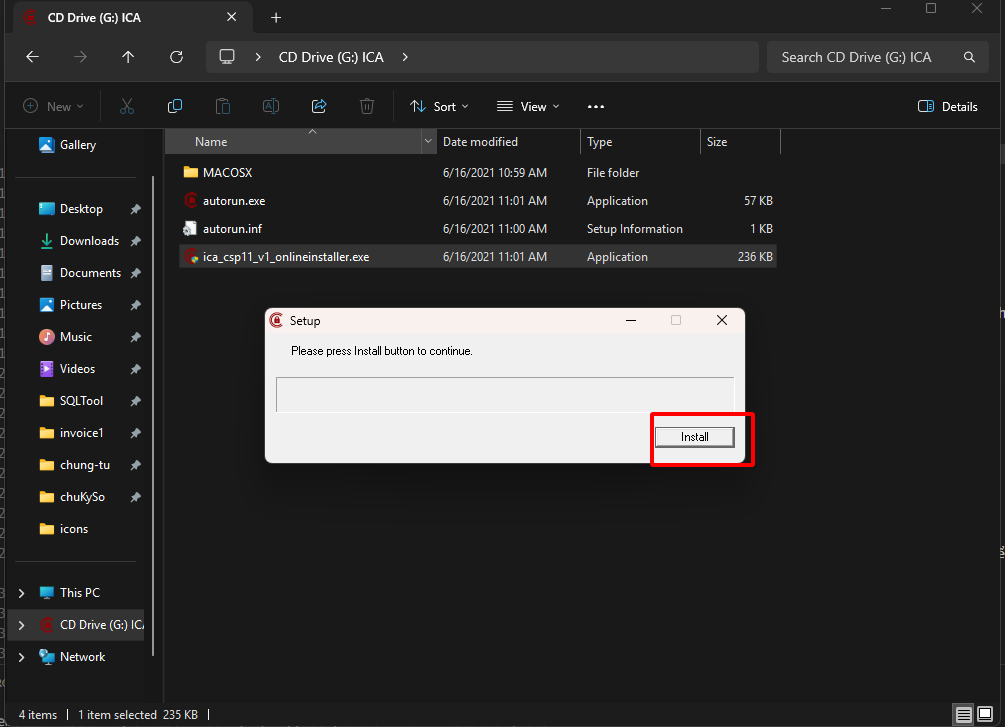 CD Drive (G:) ICA
CD Drive (G:) ICA
Search CD Drive (G:) ICA
New
Sort
View
Details
Gallery
Desktop
Downloads
Documents
Pictures
Music
Videos
SQLTool
invoice1
chung-tu
chuKySo
icons
This PC
CD Drive (G:) IC
Network
Name Date modified Type Size
MACOSX 6/16/2021 10:59 AM File folder
autorun.exe 6/16/2021 11:01 AM Application 57 KB
autorun.inf 6/16/2021 11:00 AM Setup Information 1 KB
ica_csp11_v1_onlineinstaller.exe 6/16/2021 11:01 AM Application 236 KB
Setup
Please press Install button to continue.
Install
4 items 1 item selected 235 KB